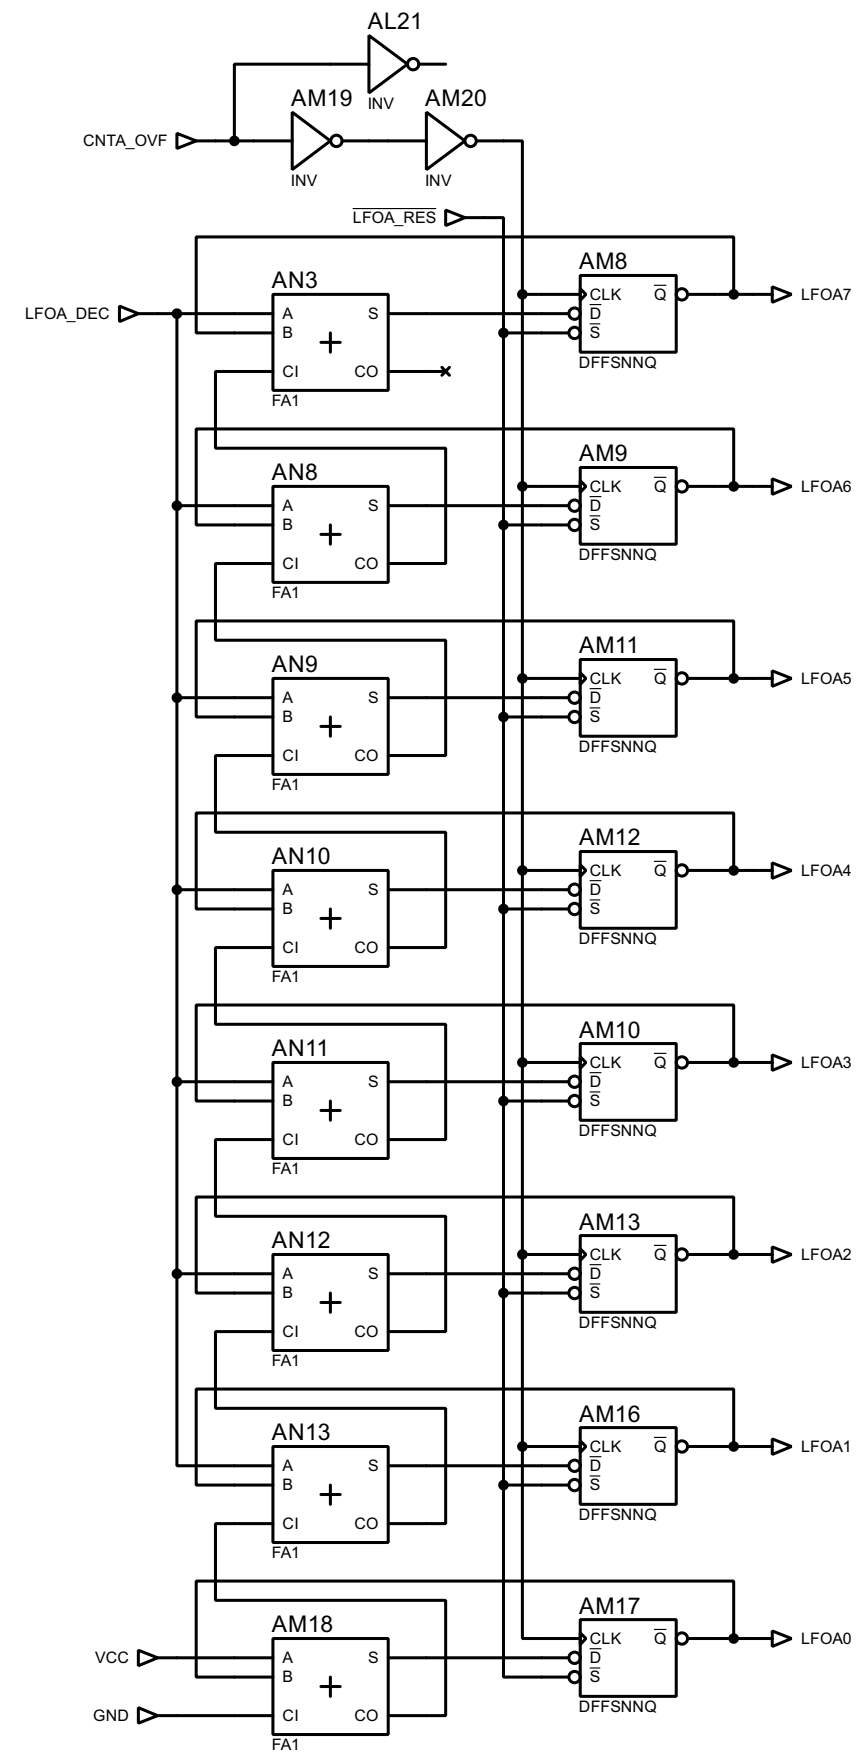 AL21
INV
AM19
AM20
CNTA_OVF
INV
INV
LFOA_RES
AN3
AM8
LFOA_DEC
A
S
B
+
CI
CO
FA1
CLK
Q
D
S
DFFSNNQ
LFOA7
AN8
AM9
A
S
B
+
CI
CO
FA1
CLK
Q
D
S
DFFSNNQ
LFOA6
AN9
AM11
A
S
B
+
CI
CO
FA1
CLK
Q
D
S
DFFSNNQ
LFOA5
AN10
AM12
A
S
B
+
CI
CO
FA1
CLK
Q
D
S
DFFSNNQ
LFOA4
AN11
AM10
A
S
B
+
CI
CO
FA1
CLK
Q
D
S
DFFSNNQ
LFOA3
AN12
AM13
A
S
B
+
CI
CO
FA1
CLK
Q
D
S
DFFSNNQ
LFOA2
AN13
AM16
A
S
B
+
CI
CO
FA1
CLK
Q
D
S
DFFSNNQ
LFOA1
AM18
AM17
VCC
A
S
B
+
GND
CI
CO
FA1
CLK
Q
D
S
DFFSNNQ
LFOA0